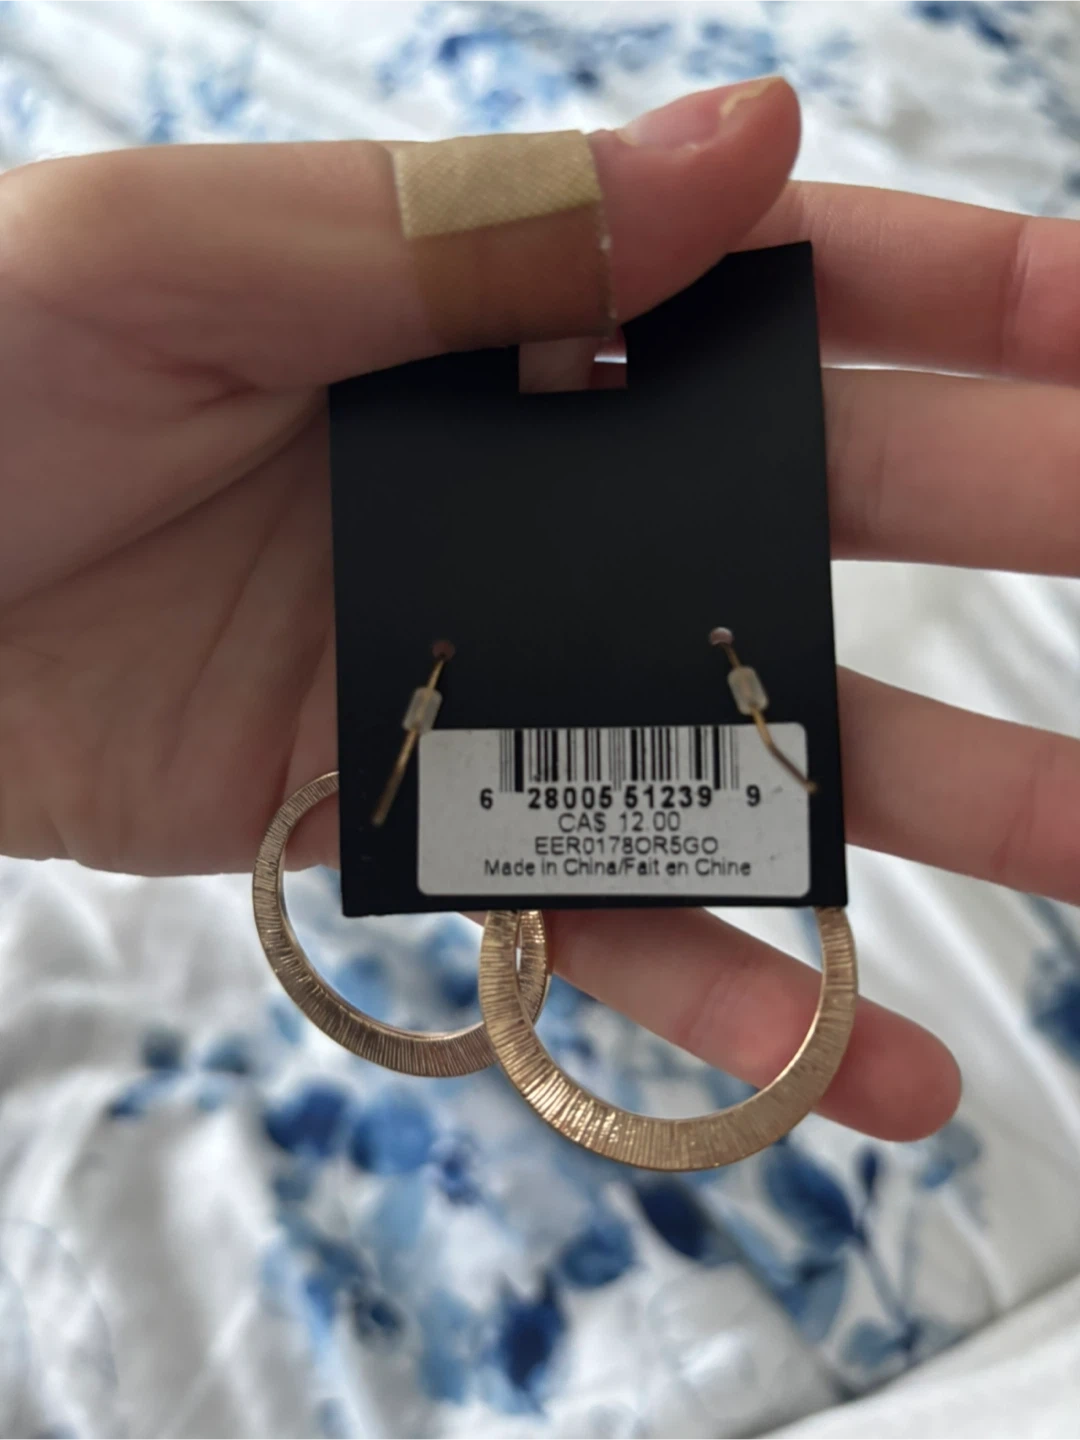 6 28005 51239 9
CA$ 12.00
EER0178OR5GO
Made in China/Fait en Chine